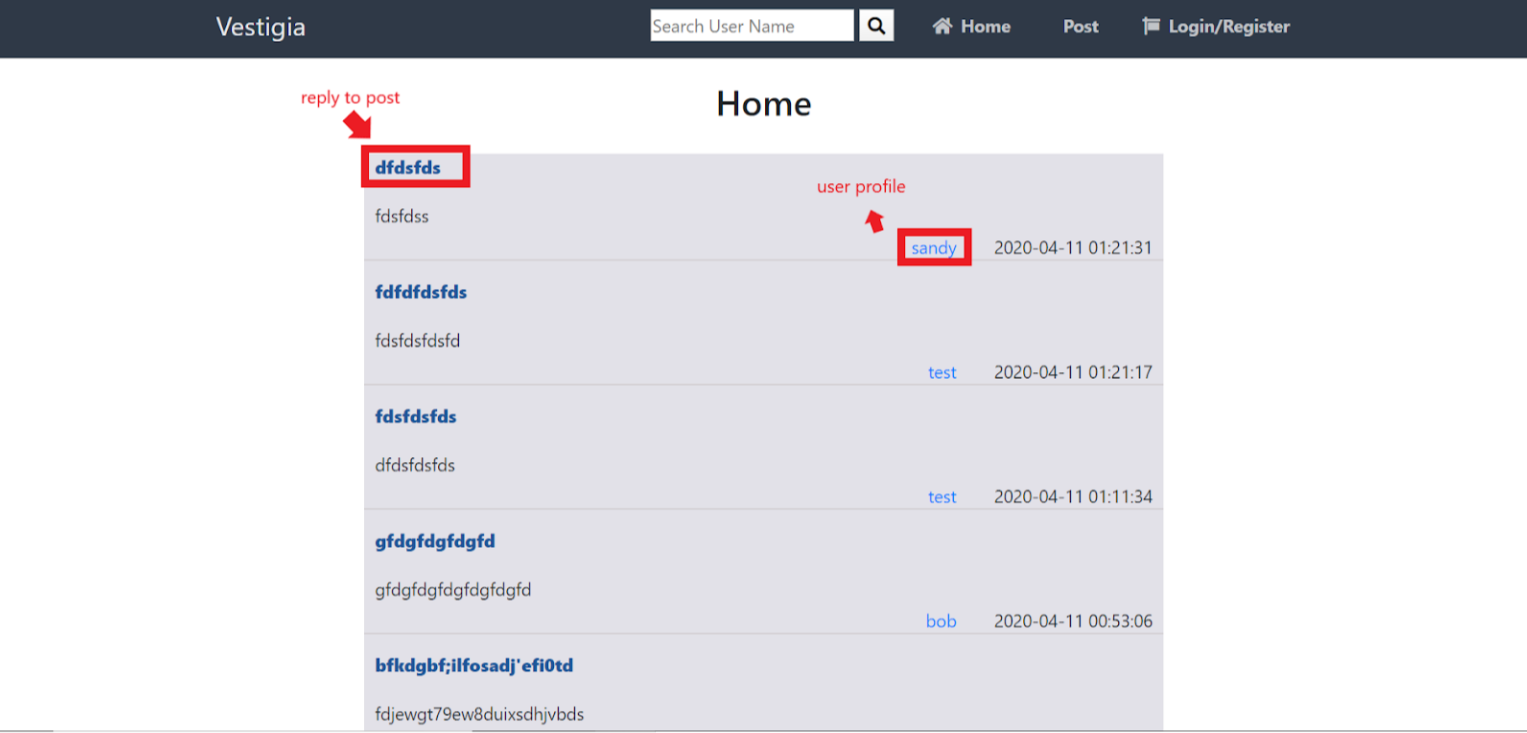 Vestigia
Search User Name
Home
Post
Login/Register
reply to post
Home
dfdsfds
user profile
fdsfdss
sandy 2020-04-11 01:21:31
fdfdfdsfds
fdsfdsfdsfd
test 2020-04-11 01:21:17
fdsfdsfds
dfdsfdsfds
test 2020-04-11 01:11:34
gfdgfdgfdgfd
gfdgfdgfdgfdgfdgfd
bob 2020-04-11 00:53:06
bfkdgbf;ilfosadj'efi0td
fdjewgt79ew8duixsdhjvbds